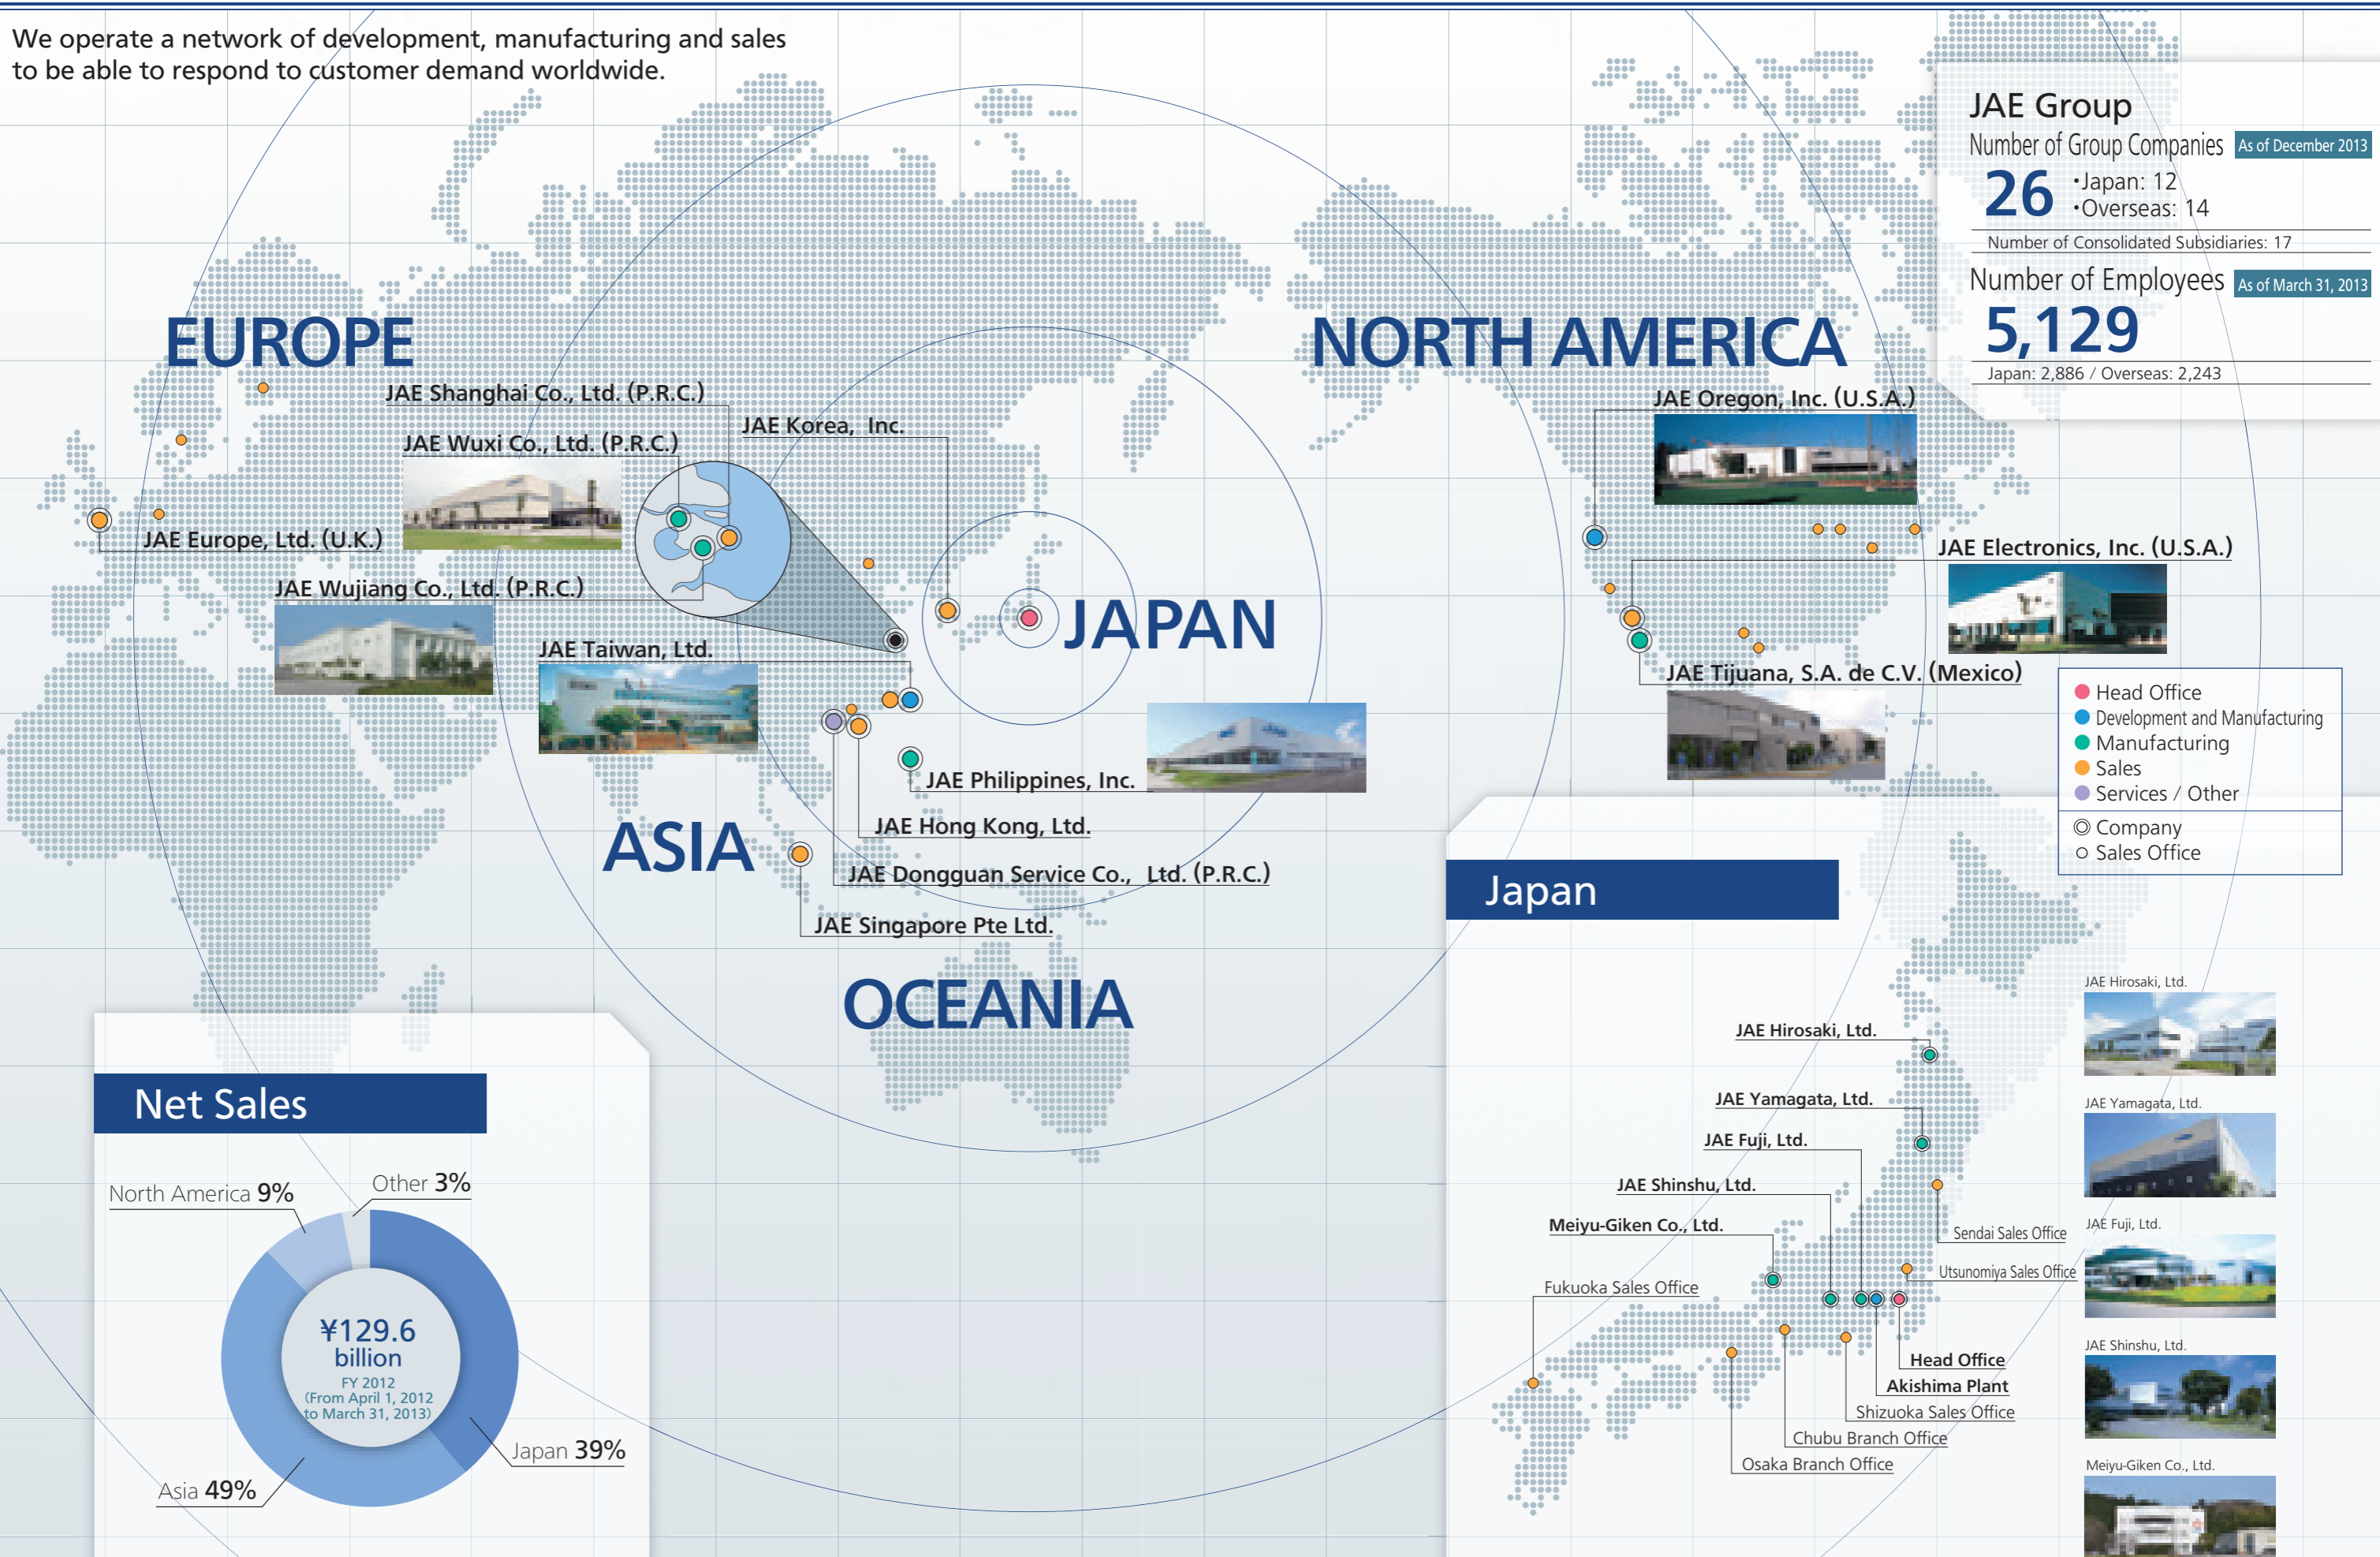 We operate a network of development, manufacturing and sales
to be able to respond to customer demand worldwide.
JAE Group
Number of Group Companies As of December 2013
26
・Japan: 12
・Overseas: 14
Number of Consolidated Subsidiaries: 17
Number of Employees As of March 31, 2013
5,129
Japan: 2,886 / Overseas: 2,243
EUROPE
NORTH AMERICA
JAE Shanghai Co., Ltd. (P.R.C.)
JAE Korea, Inc.
JAE Wuxi Co., Ltd. (P.R.C.)
JAE Europe, Ltd. (U.K.)
JAE Wujiang Co., Ltd. (P.R.C.)
JAE Taiwan, Ltd.
JAPAN
JAE Oregon, Inc. (U.S.A.)
JAE Electronics, Inc. (U.S.A.)
JAE Tijuana, S.A. de C.V. (Mexico)
JAE Philippines, Inc.
JAE Hong Kong, Ltd.
ASIA
JAE Dongguan Service Co., Ltd. (P.R.C.)
JAE Singapore Pte Ltd.
OCEANIA
Head Office
Development and Manufacturing
Manufacturing
Sales
Services / Other
Company
Sales Office
Net Sales
North America 9%
Other 3%
¥129.6
billion
FY 2012
(From April 1, 2012
to March 31, 2013)
Japan 39%
Asia 49%
Japan
JAE Hirosaki, Ltd.
JAE Yamagata, Ltd.
JAE Fuji, Ltd.
JAE Shinshu, Ltd.
Meiyu-Giken Co., Ltd.
Fukuoka Sales Office
Sendai Sales Office
Utsunomiya Sales Office
Head Office
Akishima Plant
Shizuoka Sales Office
Chubu Branch Office
Osaka Branch Office
JAE Hirosaki, Ltd.
JAE Yamagata, Ltd.
JAE Fuji, Ltd.
JAE Shinshu, Ltd.
Meiyu-Giken Co., Ltd.